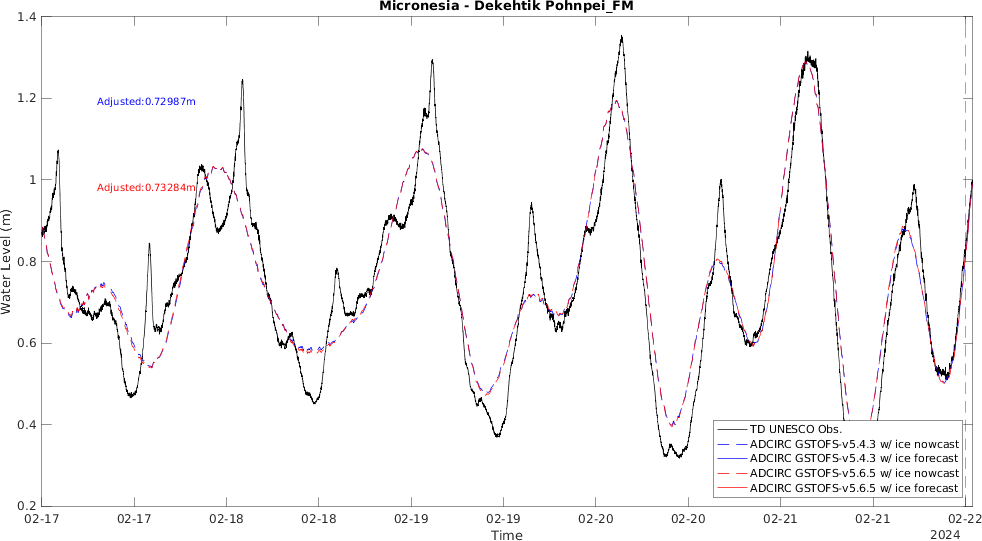 Micronesia - Dekehtik Pohnpei_FM
1.4
1.2
1
0.8
0.6
0.4
0.2
Water Level (m)
Adjusted:0.72987m
Adjusted:0.73284m
TD UNESCO Obs.
ADCIRC GSTOFS-v5.4.3 w/ ice nowcast
ADCIRC GSTOFS-v5.4.3 w/ ice forecast
ADCIRC GSTOFS-v5.6.5 w/ ice nowcast
ADCIRC GSTOFS-v5.6.5 w/ ice forecast
02-17 02-17 02-18 02-18 02-19 02-19 02-20 02-20 02-21 02-21 02-22
Time 2024